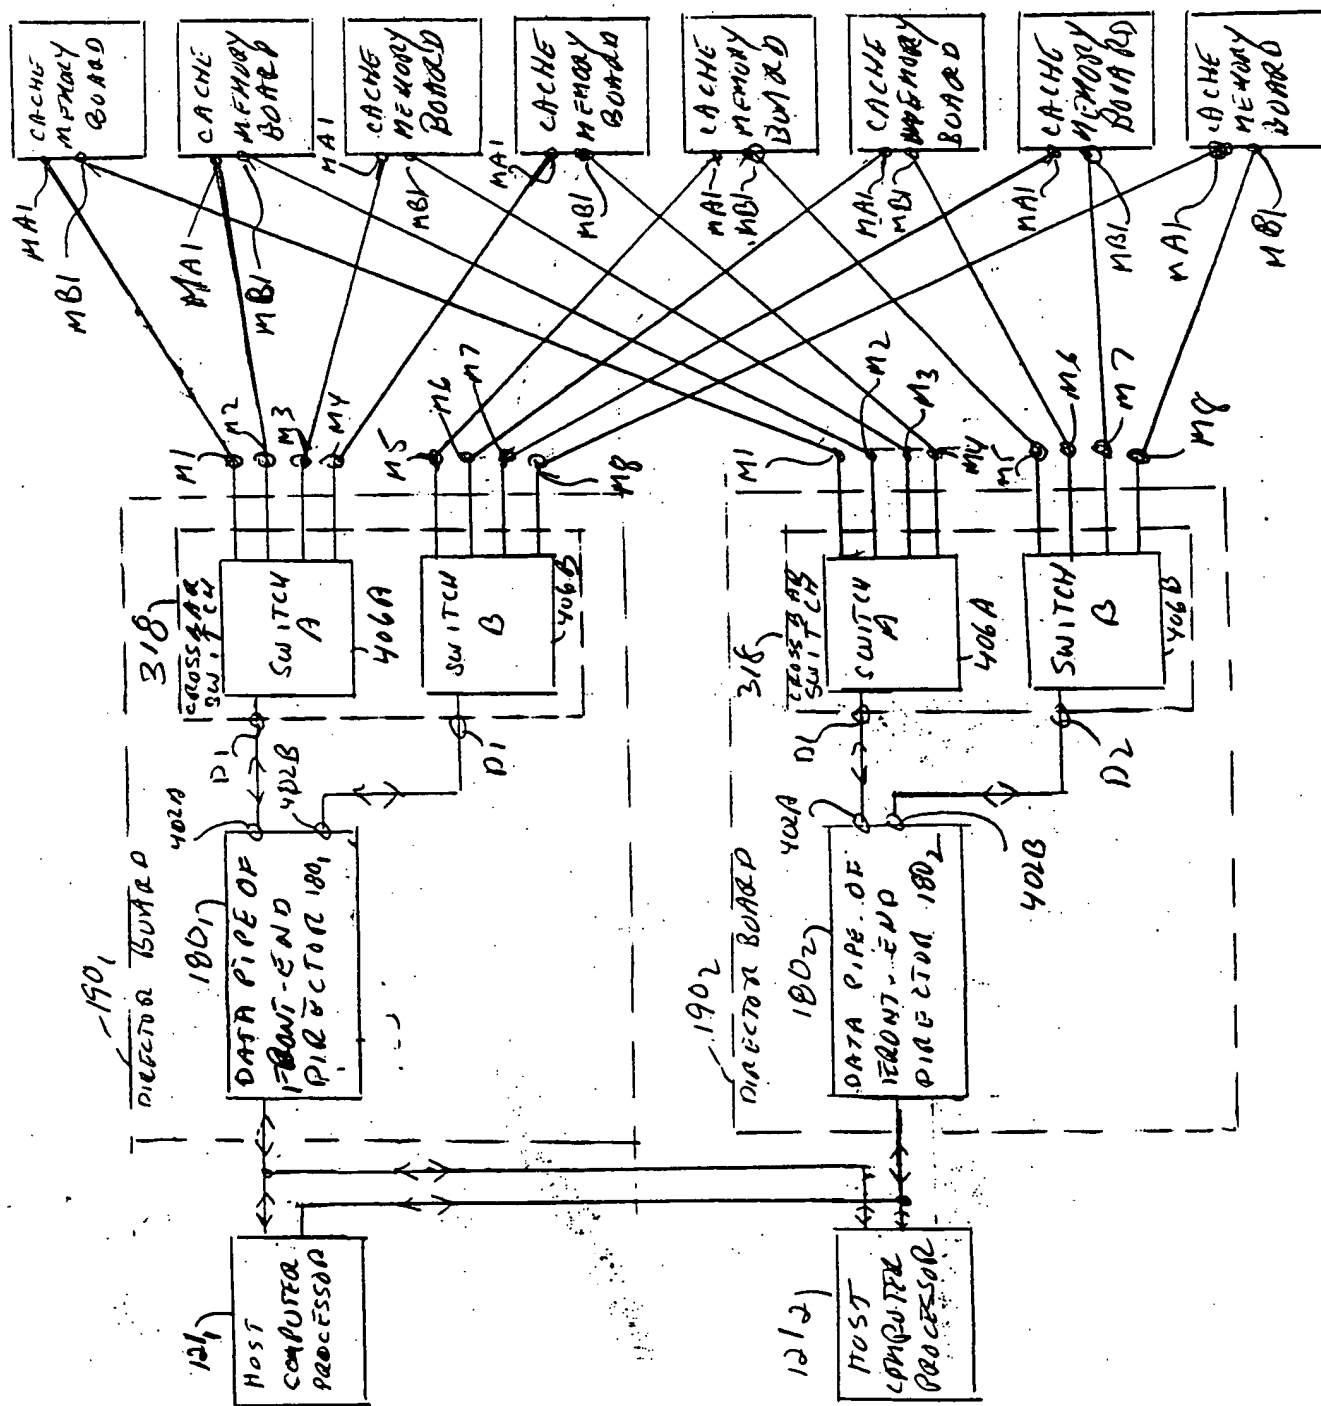 CACHE
MEMORY
BOARD
CACHE
MEMORY
BOARD
CACHE
MEMORY
BOARD
CACHE
MEMORY
BOARD
CACHE
MEMORY
BOARD
CACHE
MEMORY
BOARD
CACHE
MEMORY
BOARD
CACHE
MEMORY
BOARD
MA1
MB1
MA1
MB1
MA1
MB1
MA1
MB1
MA1
MB1
MA1
MB1
MA1
MB1
MA1
MB1
M1
M2
M3
M4
M5
M6
M7
M8
M1
M2
M3
M4
M5
M6
M7
M8
318
CROSSBAR
SWITCH
SWITCH
A
406A
SWITCH
B
406B
318
CROSSBAR
SWITCH
SWITCH
A
406A
SWITCH
B
406B
D1
D1
D1
D2
402A
402B
402A
402B
190₁
DIRECTOR BOARD
180₁
DATA PIPE OF
FRONT-END
DIRECTOR 180₁
190₂
DIRECTOR BOARD
180₂
DATA PIPE OF
FRONT-END
DIRECTOR 180₂
121₁
HOST
COMPUTER
PROCESSOR
121₂
HOST
COMPUTER
PROCESSOR